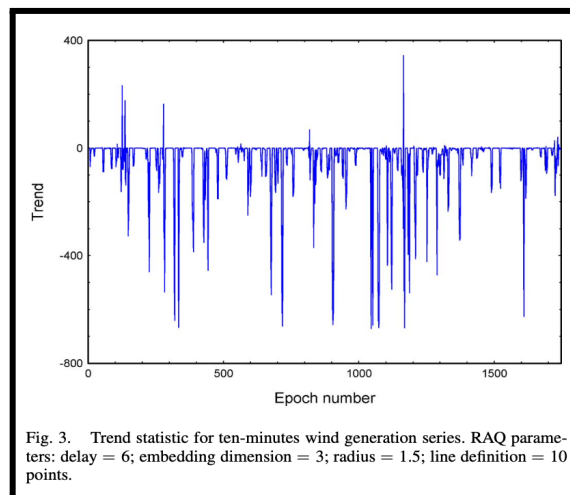 400
0
-400
-800
Trend
0
500
1000
1500
Epoch number
Fig. 3. Trend statistic for ten-minutes wind generation series. RAQ parame-
ters: delay = 6; embedding dimension = 3; radius = 1.5; line definition = 10
points.